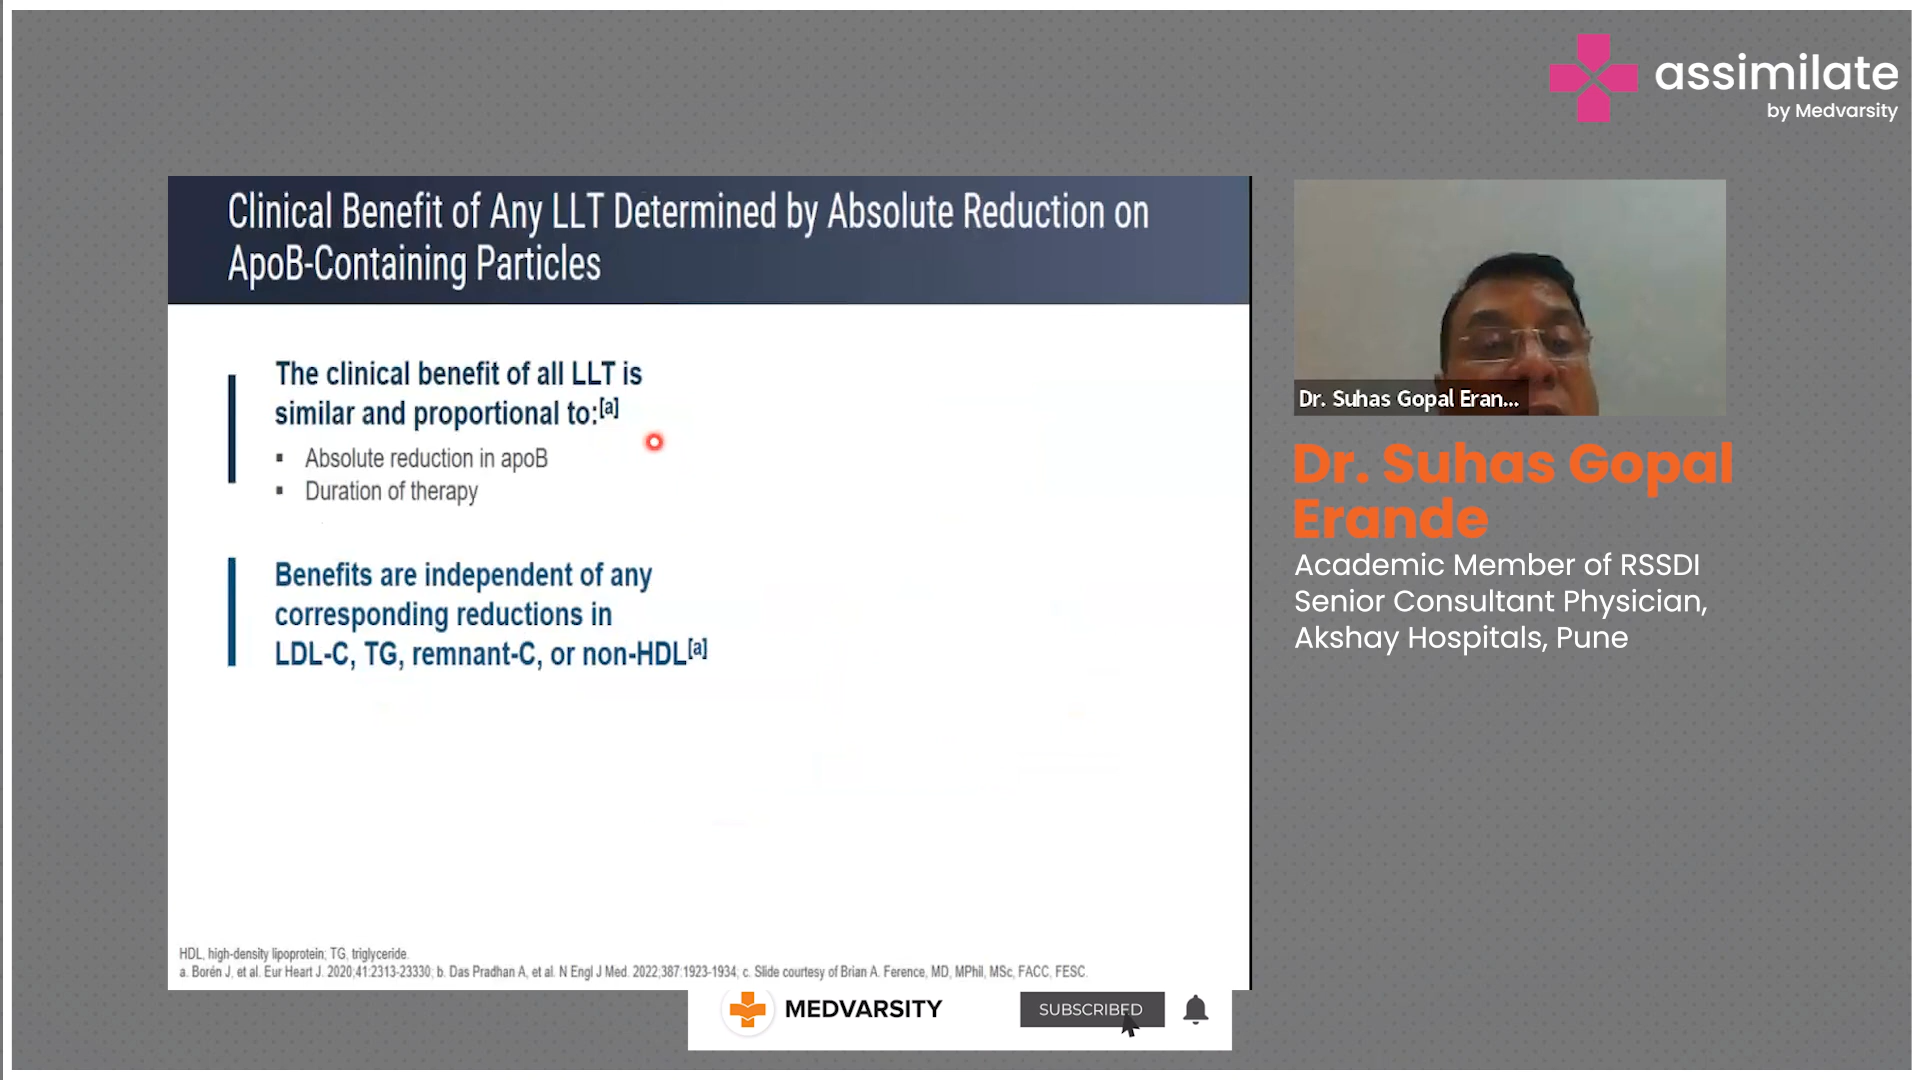 assimilate
by Medvarsity
Clinical Benefit of Any LLT Determined by Absolute Reduction on
ApoB-Containing Particles
The clinical benefit of all LLT is
similar and proportional to:[a]
▪ Absolute reduction in apoB
▪ Duration of therapy
Benefits are independent of any
corresponding reductions in
LDL-C, TG, remnant-C, or non-HDL[a]
HDL, high-density lipoprotein; TG, triglyceride.
a. Borén J, et al. Eur Heart J. 2020;41:2313-23330; b. Das Pradhan A, et al. N Engl J Med. 2022;387:1923-1934; c. Slide courtesy of Brian A. Ference, MD, MPhil, MSc, FACC, FESC.
Dr. Suhas Gopal Eran...
Dr. Suhas Gopal
Erande
Academic Member of RSSDI
Senior Consultant Physician,
Akshay Hospitals, Pune
MEDVARSITY
SUBSCRIBED